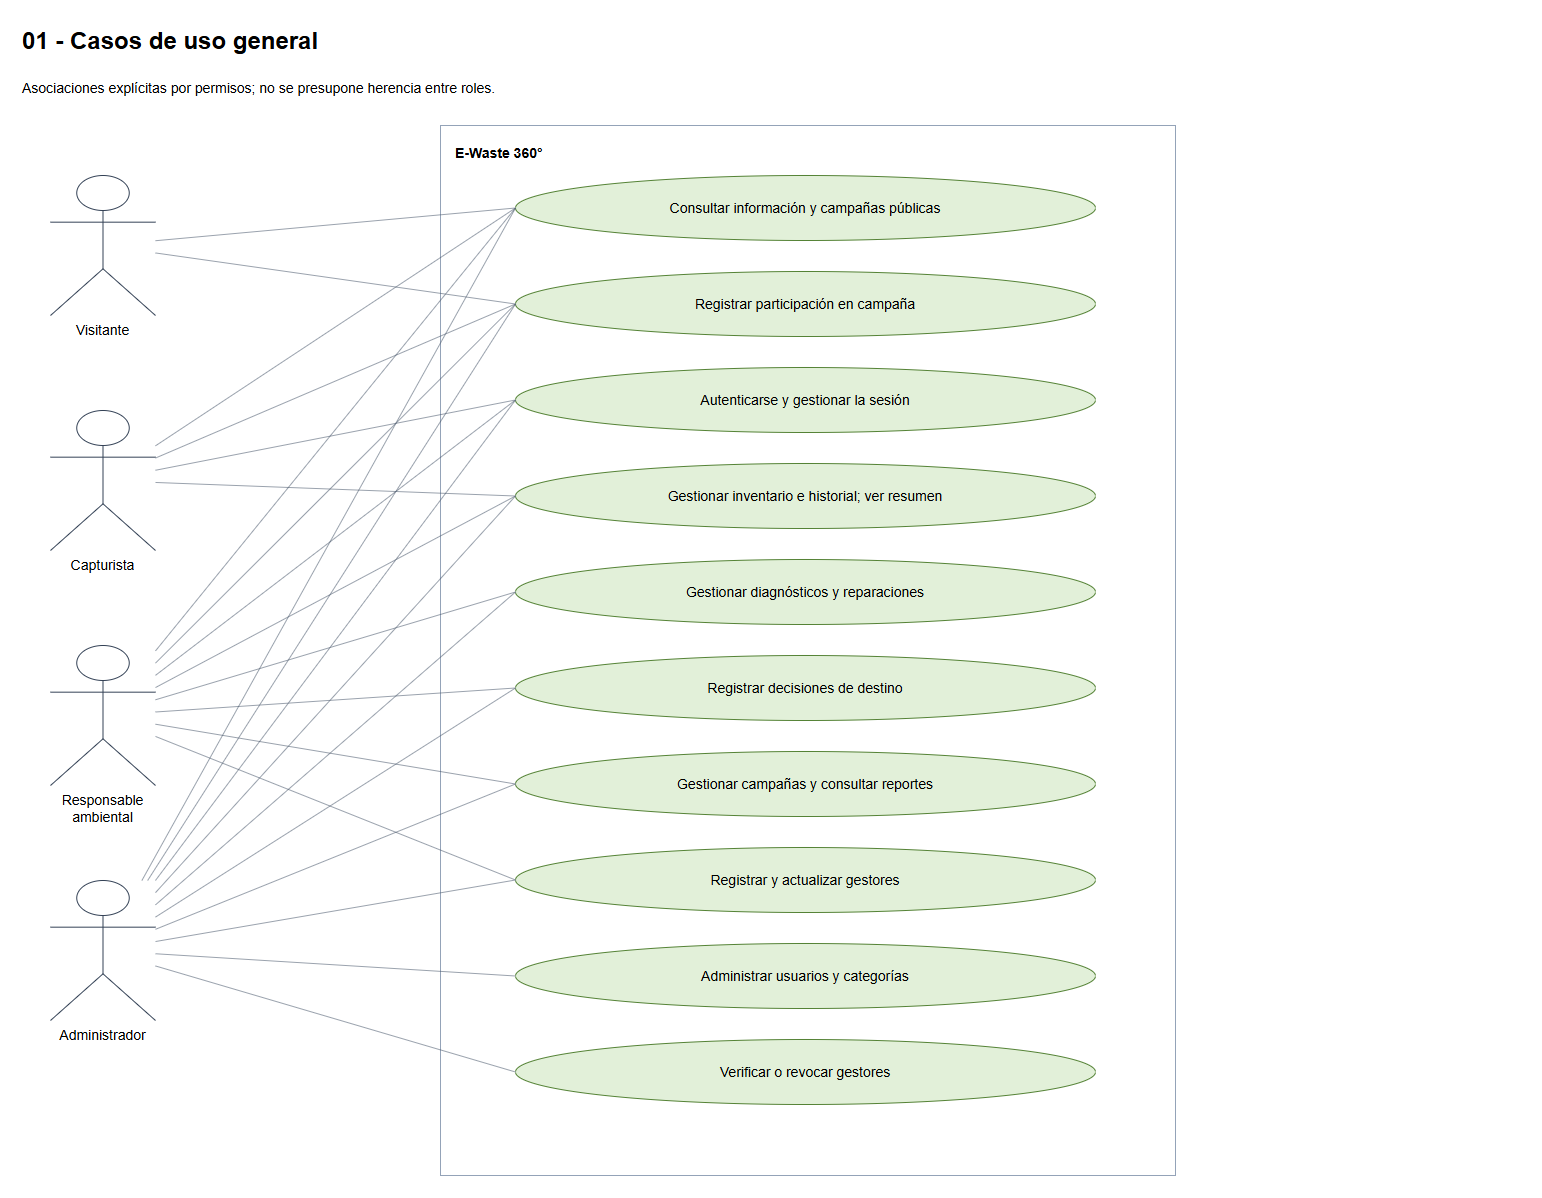 01 - Casos de uso general
Asociaciones explícitas por permisos; no se presupone herencia entre roles.
E-Waste 360°
Visitante
Capturista
Responsable
ambiental
Administrador
Consultar información y campañas públicas
Registrar participación en campaña
Autenticarse y gestionar la sesión
Gestionar inventario e historial; ver resumen
Gestionar diagnósticos y reparaciones
Registrar decisiones de destino
Gestionar campañas y consultar reportes
Registrar y actualizar gestores
Administrar usuarios y categorías
Verificar o revocar gestores